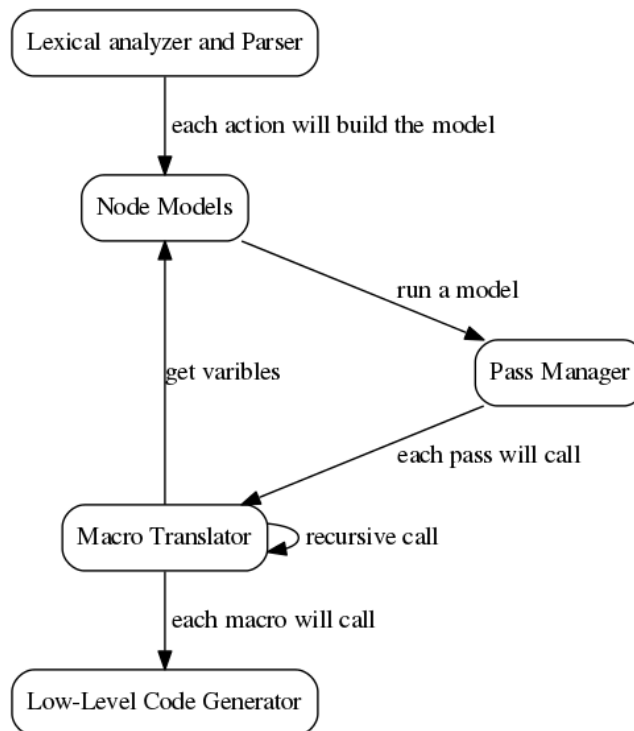 Lexical analyzer and Parser
each action will build the model
Node Models
run a model
get varibles
Pass Manager
each pass will call
Macro Translator
recursive call
each macro will call
Low-Level Code Generator